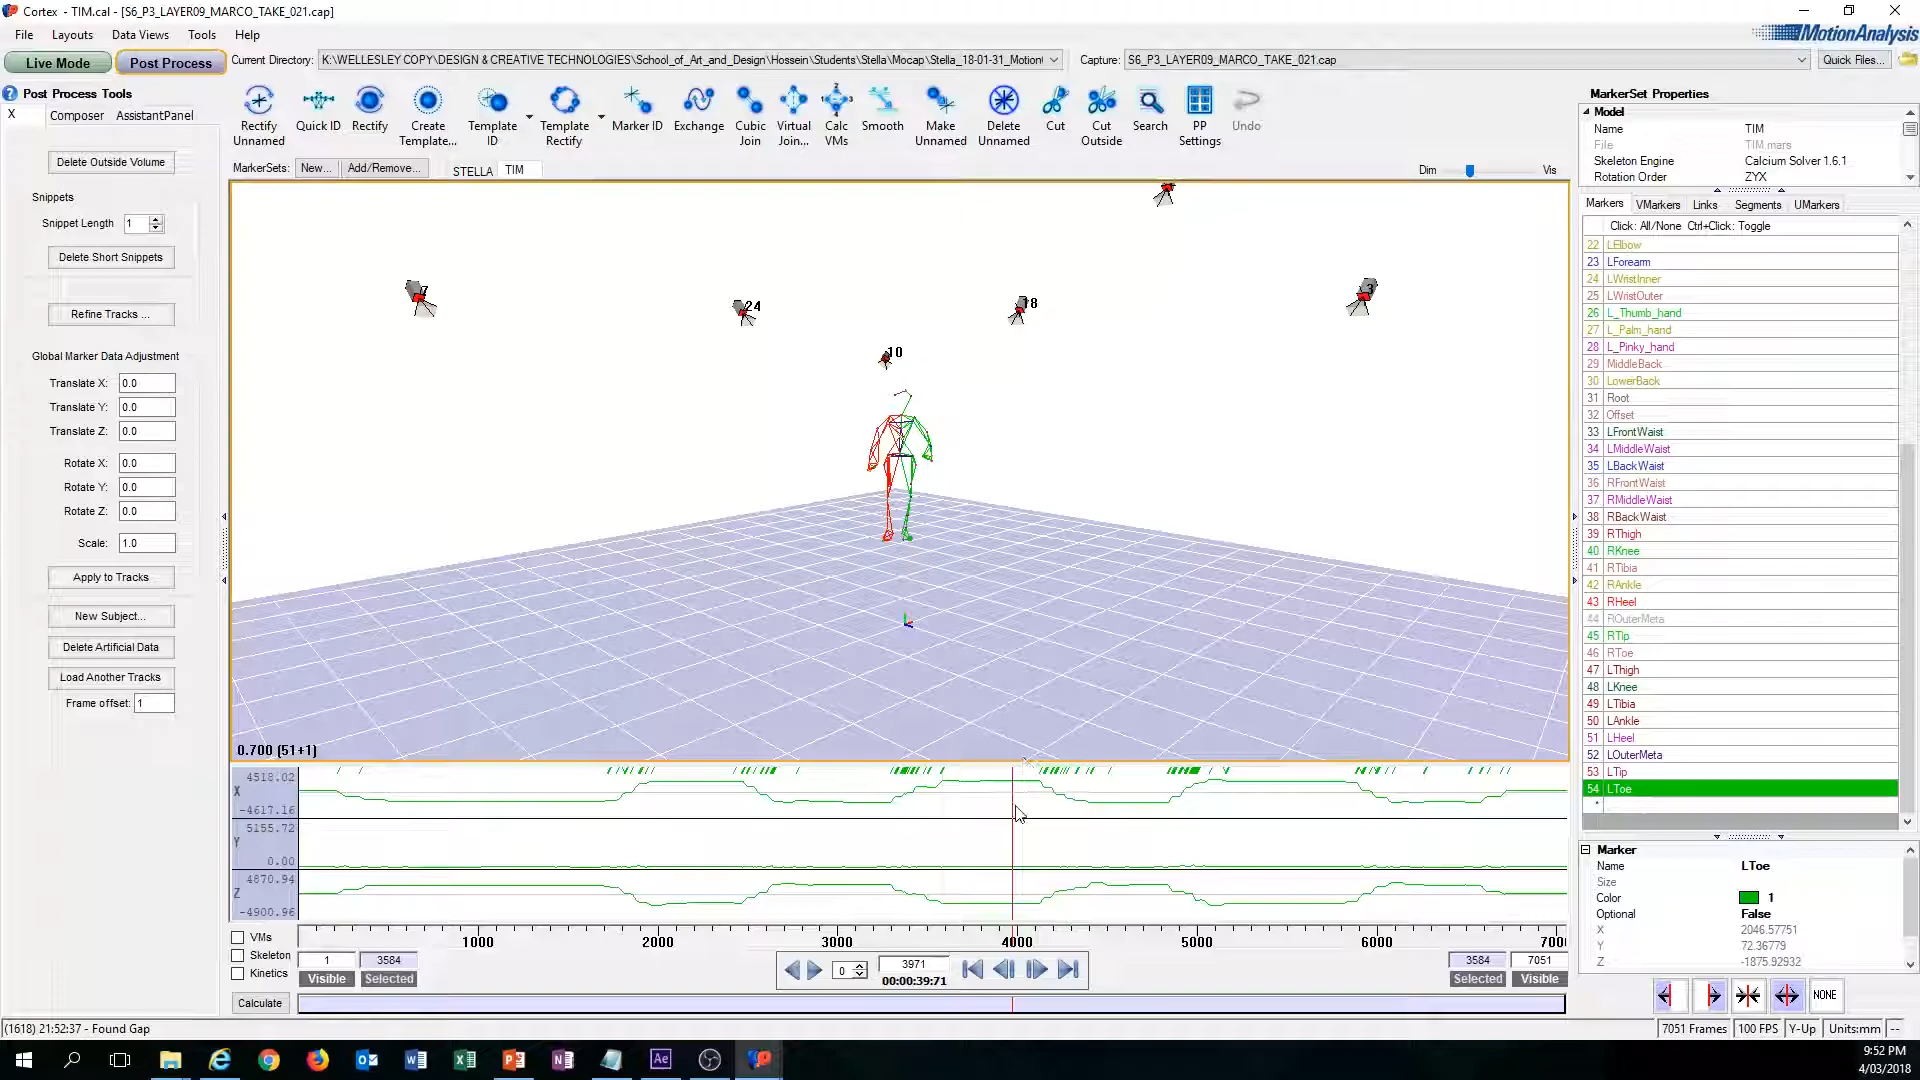 Cortex - TIM.cal - [S6_P3_LAYER09_MARCO_TAKE_021.cap]
File Layouts Data Views Tools Help
MotionAnalysis
Live Mode Post Process Current Directory: K:\WELLESLEY COPY\DESIGN & CREATIVE TECHNOLOGIES\School_of_Art_and_Design\Hossein\Students\Stella\Mocap\Stella_18-01-31_Motion Capture: S6_P3_LAYER09_MARCO_TAKE_021.cap Quick Files...
Post Process Tools
X Composer AssistantPanel
Delete Outside Volume
Snippets
Snippet Length 1
Delete Short Snippets
Refine Tracks ...
Global Marker Data Adjustment
Translate X: 0.0
Translate Y: 0.0
Translate Z: 0.0
Rotate X: 0.0
Rotate Y: 0.0
Rotate Z: 0.0
Scale: 1.0
Apply to Tracks
New Subject...
Delete Artificial Data
Load Another Tracks
Frame offset: 1
Rectify Unnamed
Quick ID
Rectify
Create Template...
Template ID
Template Rectify
Marker ID
Exchange
Cubic Join
Virtual Join...
Calc VMs
Smooth
Make Unnamed
Delete Unnamed
Cut
Cut Outside
Search
PP Settings
Undo
MarkerSets: New... Add/Remove... STELLA TIM
Dim Vis
7
24
18
3
10
0.700 (51+1)
4518.02
X
-4617.16
5155.72
Y
0.00
4870.94
Z
-4900.96
VMs
Skeleton
Kinetics
1000 2000 3000 4000 5000 6000 7000
1 3584
Visible Selected
0 3971
00:00:39:71
3584 7051
Selected Visible
Calculate
MarkerSet Properties
Model
Name TIM
File TIM.mars
Skeleton Engine Calcium Solver 1.6.1
Rotation Order ZYX
Markers VMarkers Links Segments UMarkers
Click: All/None Ctrl+Click: Toggle
22 LElbow
23 LForearm
24 LWristInner
25 LWristOuter
26 L_Thumb_hand
27 L_Palm_hand
28 L_Pinky_hand
29 MiddleBack
30 LowerBack
31 Root
32 Offset
33 LFrontWaist
34 LMiddleWaist
35 LBackWaist
36 RFrontWaist
37 RMiddleWaist
38 RBackWaist
39 RThigh
40 RKnee
41 RTibia
42 RAnkle
43 RHeel
44 ROuterMeta
45 RTip
46 RToe
47 LThigh
48 LKnee
49 LTibia
50 LAnkle
51 LHeel
52 LOuterMeta
53 LTip
54 LToe
*
Marker
Name LToe
Size
Color 1
Optional False
X 2046.57751
Y 72.36779
Z -1875.92932
NONE
(1618) 21:52:37 - Found Gap
7051 Frames 100 FPS Y-Up Units:mm --
9:52 PM
4/03/2018